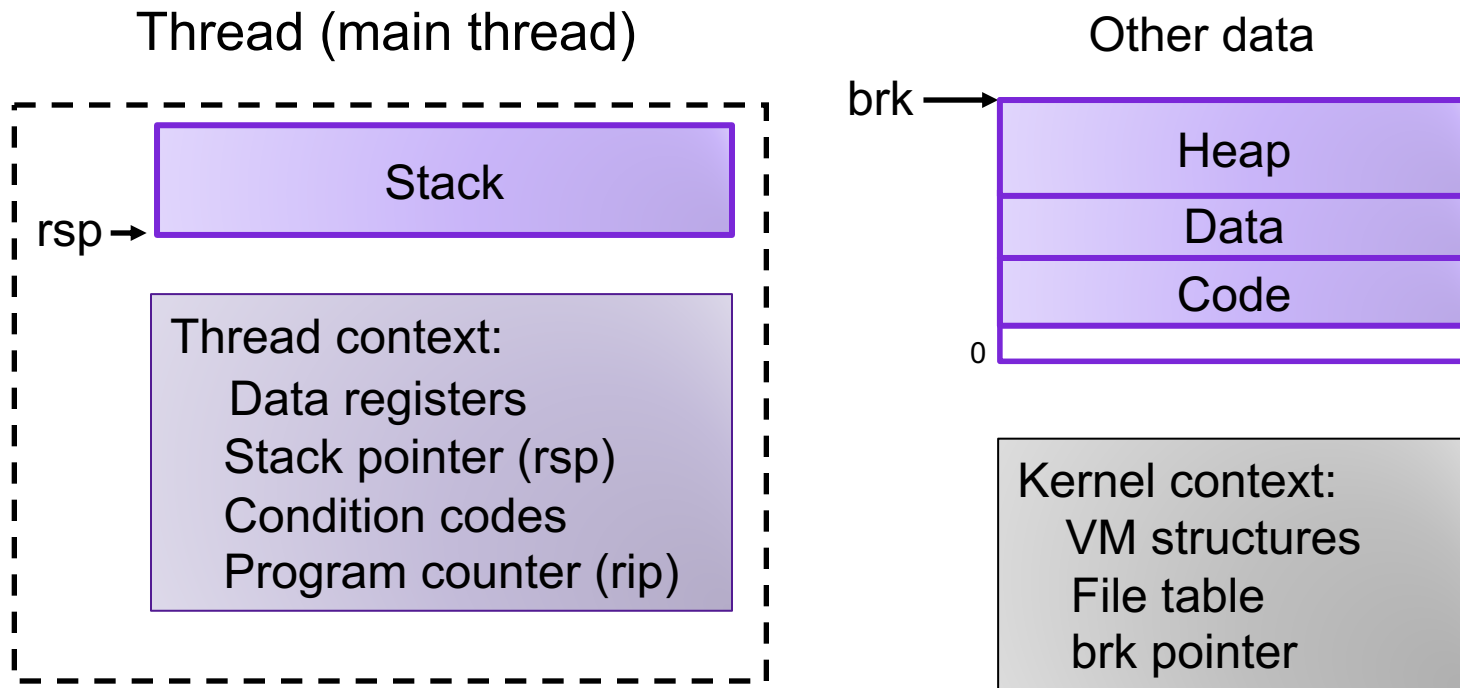 Thread (main thread)
Stack
rsp
Thread context:
Data registers
Stack pointer (rsp)
Condition codes
Program counter (rip)
Other data
brk
Heap
Data
Code
0
Kernel context:
VM structures
File table
brk pointer